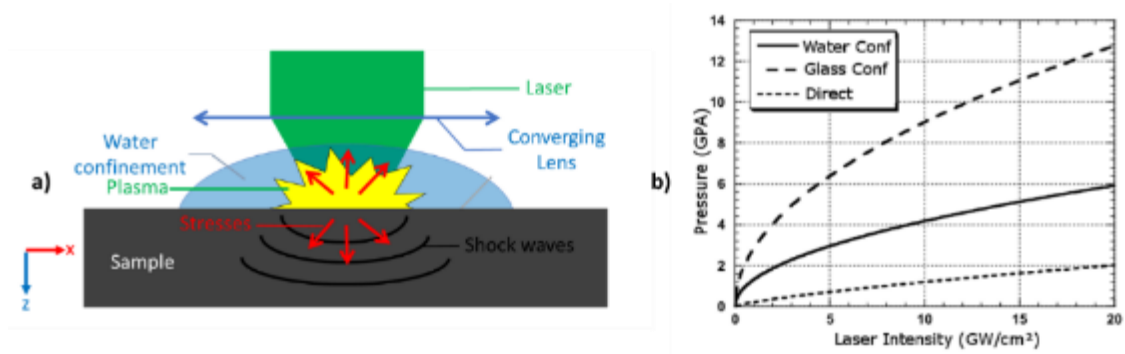 a)
Laser
Water
confinement
Converging
Lens
Plasma
Stresses
Shock waves
Sample
x
z
b)
Pressure (GPA)
14
12
10
8
6
4
2
0
Water Conf
Glass Conf
Direct
0
5
10
15
20
Laser Intensity (GW/cm²)